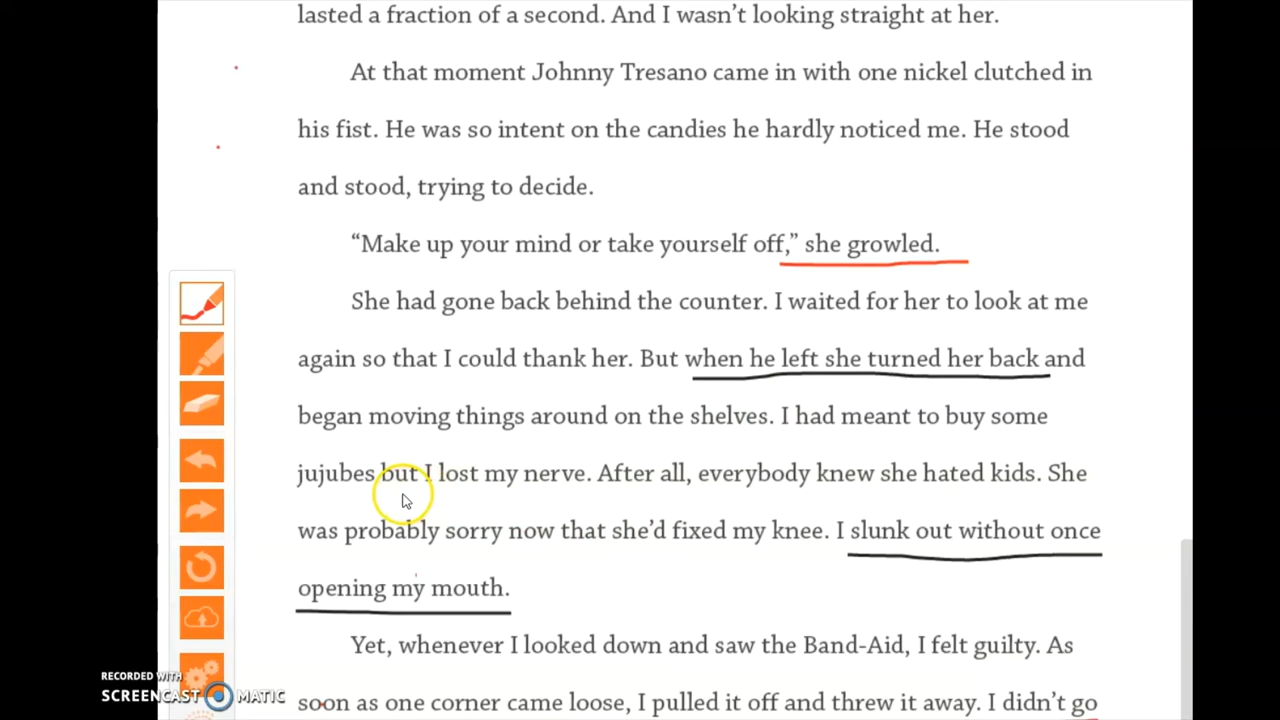 lasted a fraction of a second. And I wasn’t looking straight at her.
At that moment Johnny Tresano came in with one nickel clutched in
his fist. He was so intent on the candies he hardly noticed me. He stood
and stood, trying to decide.
“Make up your mind or take yourself off,” she growled.
She had gone back behind the counter. I waited for her to look at me
again so that I could thank her. But when he left she turned her back and
began moving things around on the shelves. I had meant to buy some
jujubes but I lost my nerve. After all, everybody knew she hated kids. She
was probably sorry now that she’d fixed my knee. I slunk out without once
opening my mouth.
Yet, whenever I looked down and saw the Band-Aid, I felt guilty. As
soon as one corner came loose, I pulled it off and threw it away. I didn’t go
RECORDED WITH
SCREENCAST MATIC